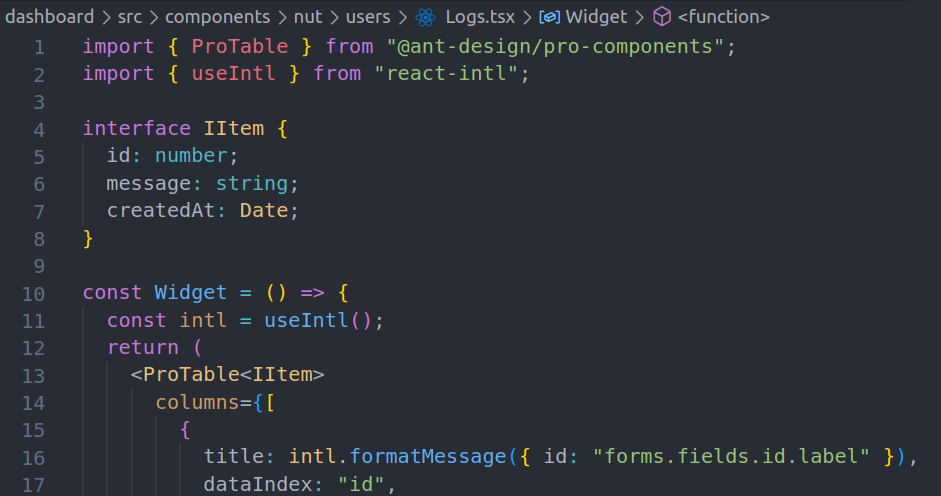 dashboard > src > components > nut > users > Logs.tsx > Widget > <function>
1 import { ProTable } from "@ant-design/pro-components";
2 import { useIntl } from "react-intl";
3
4 interface IItem {
5   id: number;
6   message: string;
7   createdAt: Date;
8 }
9
10 const Widget = () => {
11   const intl = useIntl();
12   return (
13     <ProTable<IItem>
14       columns={[
15         {
16           title: intl.formatMessage({ id: "forms.fields.id.label" }),
17           dataIndex: "id",